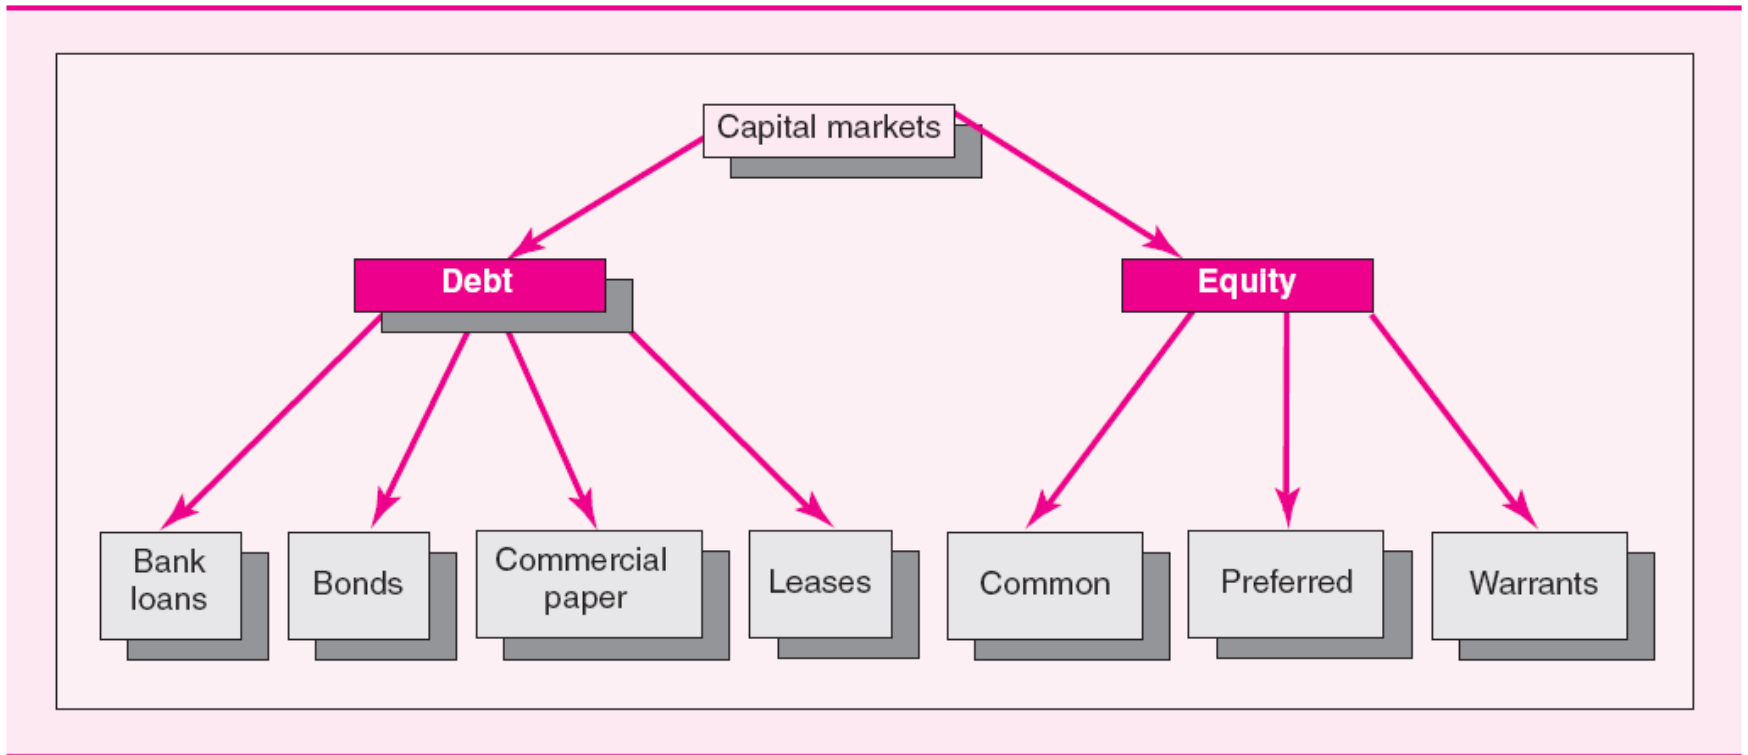 Capital markets
Debt
Equity
Bank
loans
Bonds
Commercial
paper
Leases
Common
Preferred
Warrants